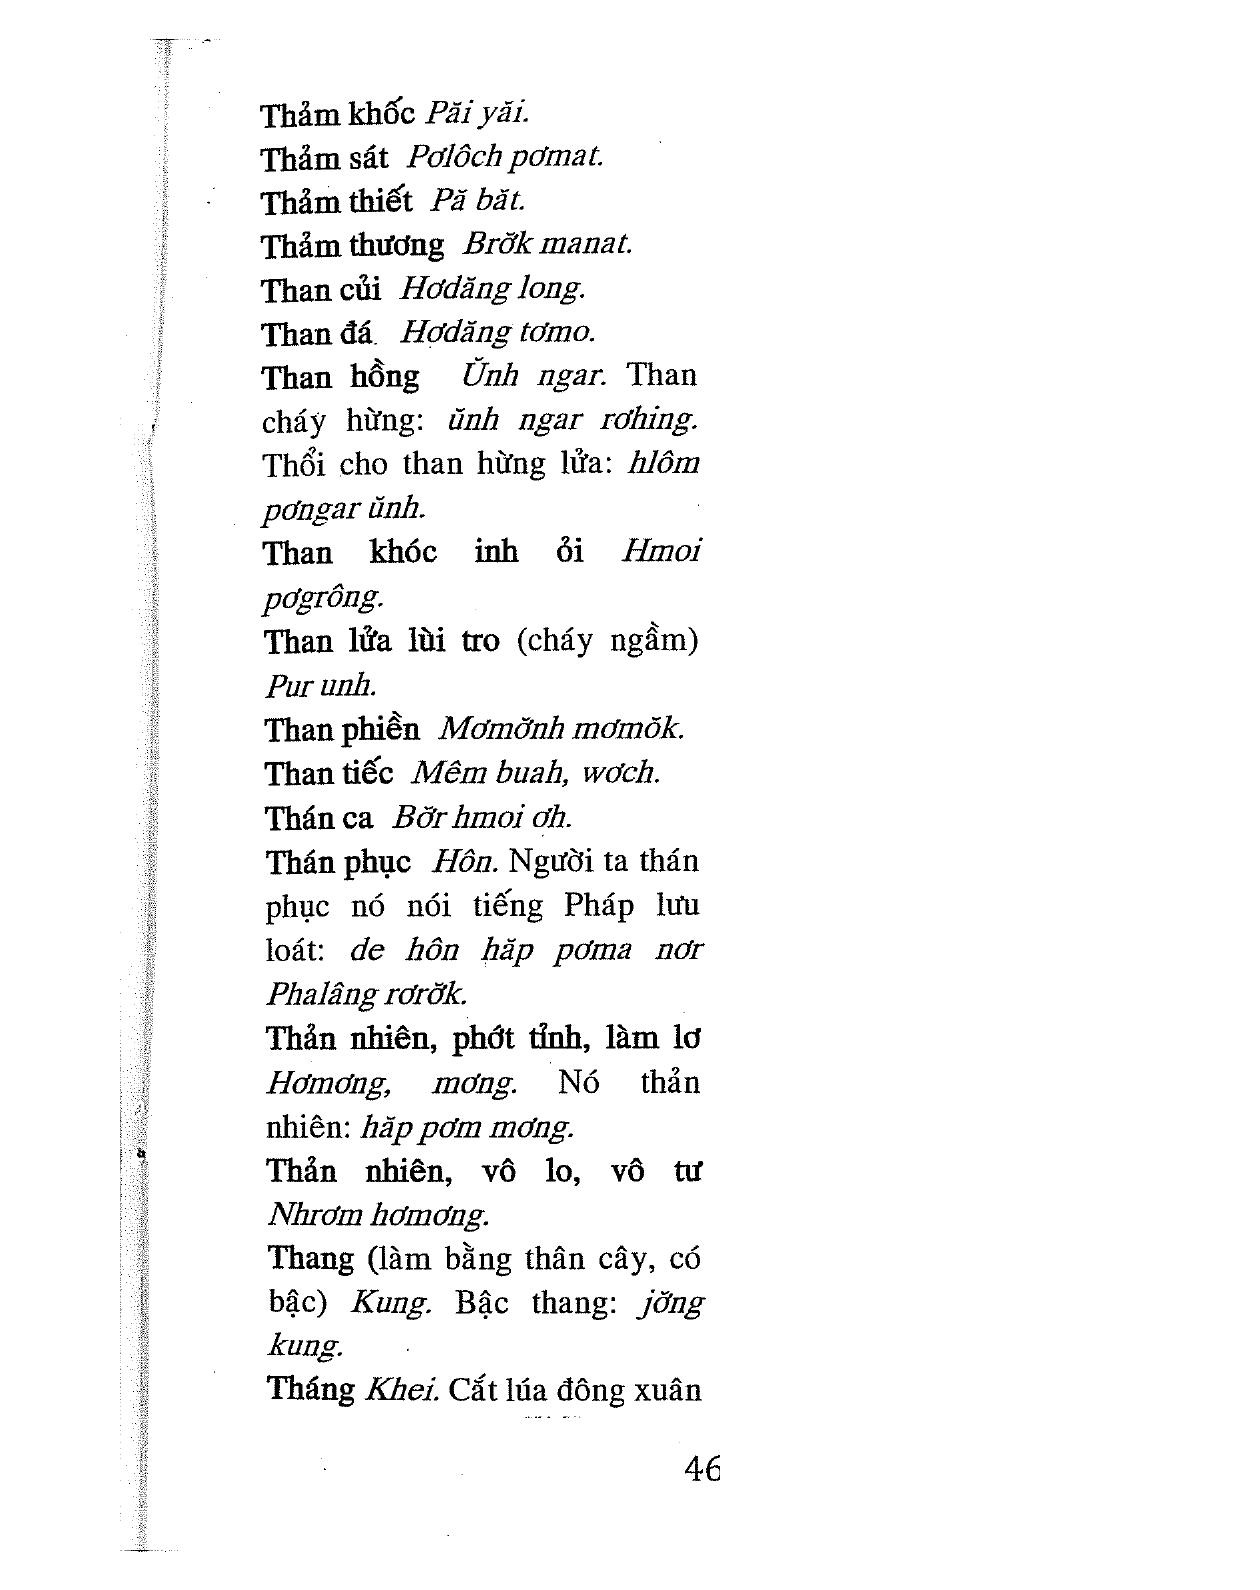 Thảm khốc Păi yăi.
Thảm sát Pơlôch pơmat.
Thảm thiết Pă băt.
Thảm thương Brơ̆k manat.
Than củi Hơdăng long.
Than đá Hơdăng tơmo.
Than hồng Ŭnh ngar. Than
cháy hừng: ŭnh ngar rơhing.
Thổi cho than hừng lửa: hlôm
pơngar ŭnh.
Than khóc inh ỏi Hmoi
pơgrông.
Than lửa lùi tro (cháy ngầm)
Pur unh.
Than phiền Mơmơ̆nh mơmŏk.
Than tiếc Mêm buah, wơch.
Thán ca Bơ̆r hmoi ơh.
Thán phục Hôn. Người ta thán
phục nó nói tiếng Pháp lưu
loát: de hôn hăp pơma nơr
Phalâng rơrơ̆k.
Thản nhiên, phớt tỉnh, làm lơ
Hơmơng, mơng. Nó thản
nhiên: hăp pơm mơng.
Thản nhiên, vô lo, vô tư
Nhrơm hơmơng.
Thang (làm bằng thân cây, có
bậc) Kung. Bậc thang: jơ̆ng
kung.
Tháng Khei. Cắt lúa đông xuân
46